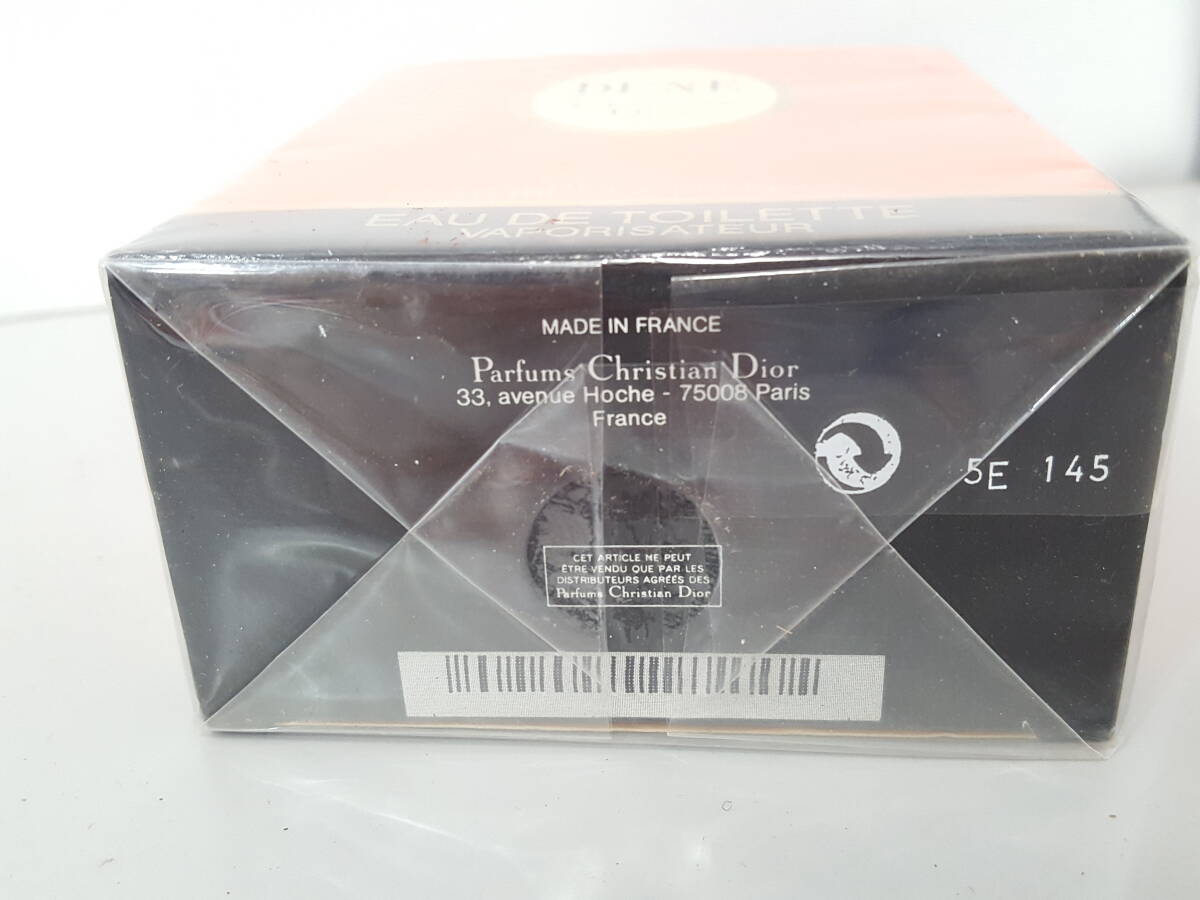 DUNE
EAU DE TOILETTE
VAPORISATEUR
MADE IN FRANCE
Parfums Christian Dior
33, avenue Hoche - 75008 Paris
France
5E 145
CET ARTICLE NE PEUT
ÊTRE VENDU QUE PAR LES
DISTRIBUTEURS AGRÉÉS DES
Parfums Christian Dior